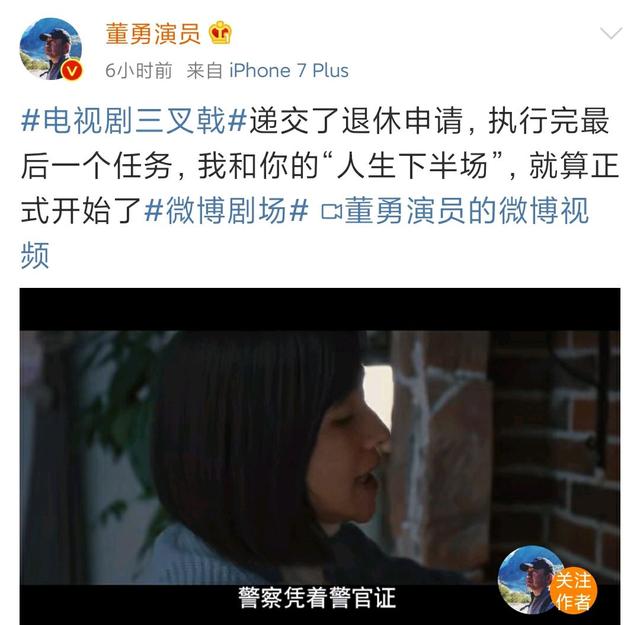 董勇演员
6小时前 来自 iPhone 7 Plus
#电视剧三叉戟#递交了退休申请，执行完最
后一个任务，我和你的“人生下半场”，就算正
式开始了#微博剧场# 董勇演员的微博视
频
警察凭着警官证
关注
作者